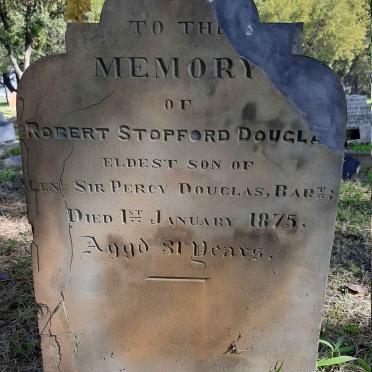 TO THE
MEMORY
OF
ROBERT STOPFORD DOUGLA
ELDEST SON OF
GENL SIR PERCY DOUGLAS, BART;
DIED 1ST JANUARY 1875.
Aged 31 Years.